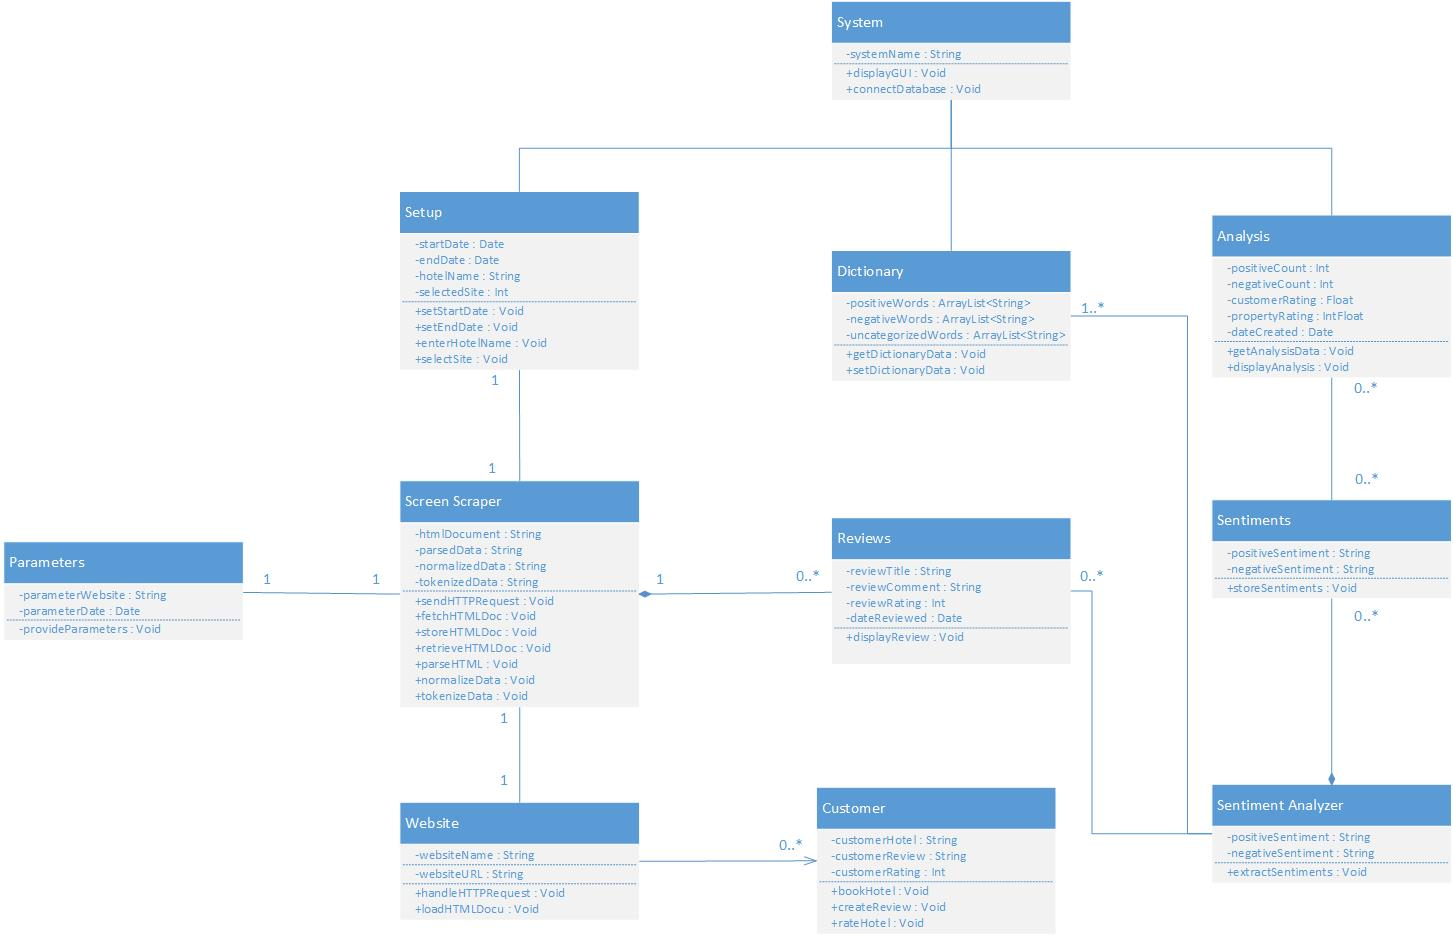 System
-systemName : String
+displayGUI : Void
+connectDatabase : Void
Setup
-startDate : Date
-endDate : Date
-hotelName : String
-selectedSite : Int
+setStartDate : Void
+setEndDate : Void
+enterHotelName : Void
+selectSite : Void
1
1
Dictionary
-positiveWords : ArrayList<String>
-negativeWords : ArrayList<String>
-uncategorizedWords : ArrayList<String>
+getDictionaryData : Void
+setDictionaryData : Void
1..*
Analysis
-positiveCount : Int
-negativeCount : Int
-customerRating : Float
-propertyRating : IntFloat
-dateCreated : Date
+getAnalysisData : Void
+displayAnalysis : Void
0..*
0..*
Parameters
-parameterWebsite : String
-parameterDate : Date
-provideParameters : Void
1
1
Screen Scraper
-htmlDocument : String
-parsedData : String
-normalizedData : String
-tokenizedData : String
+sendHTTPRequest : Void
+fetchHTMLDoc : Void
+storeHTMLDoc : Void
+retrieveHTMLDoc : Void
+parseHTML : Void
+normalizeData : Void
+tokenizeData : Void
1
0..*
1
1
Reviews
-reviewTitle : String
-reviewComment : String
-reviewRating : Int
-dateReviewed : Date
+displayReview : Void
0..*
Sentiments
-positiveSentiment : String
-negativeSentiment : String
+storeSentiments : Void
0..*
Website
-websiteName : String
-websiteURL : String
+handleHTTPRequest : Void
+loadHTMLDocu : Void
0..*
Customer
-customerHotel : String
-customerReview : String
-customerRating : Int
+bookHotel : Void
+createReview : Void
+rateHotel : Void
Sentiment Analyzer
-positiveSentiment : String
-negativeSentiment : String
+extractSentiments : Void